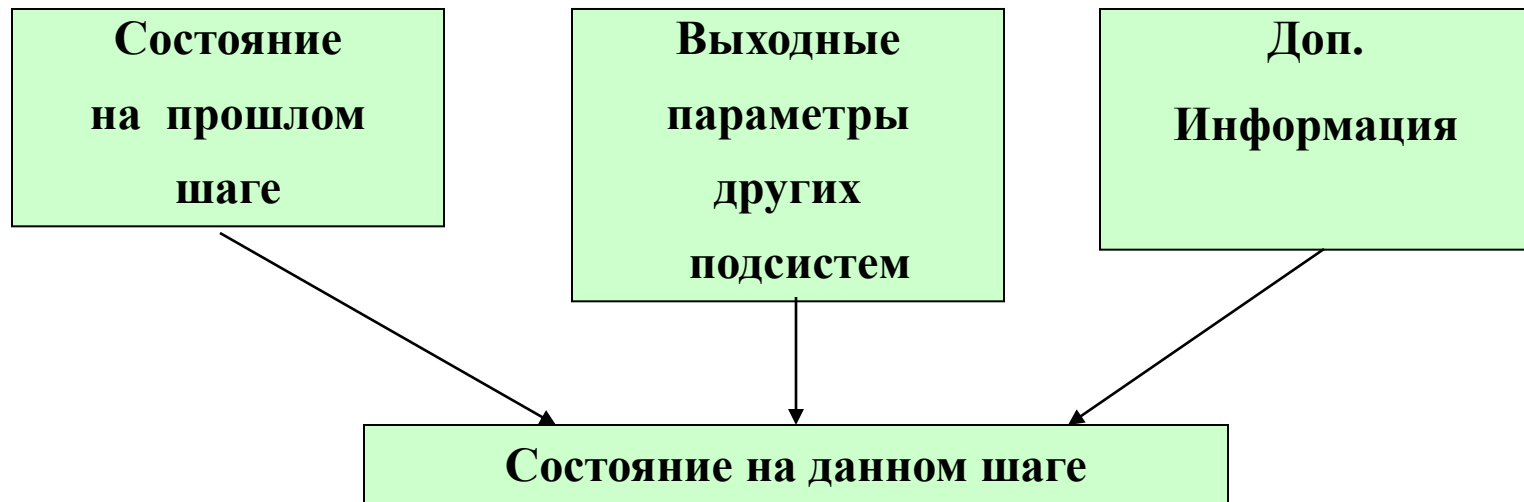 Состояние
на прошлом
шаге
Выходные
параметры
других
подсистем
Доп.
Информация
Состояние на данном шаге